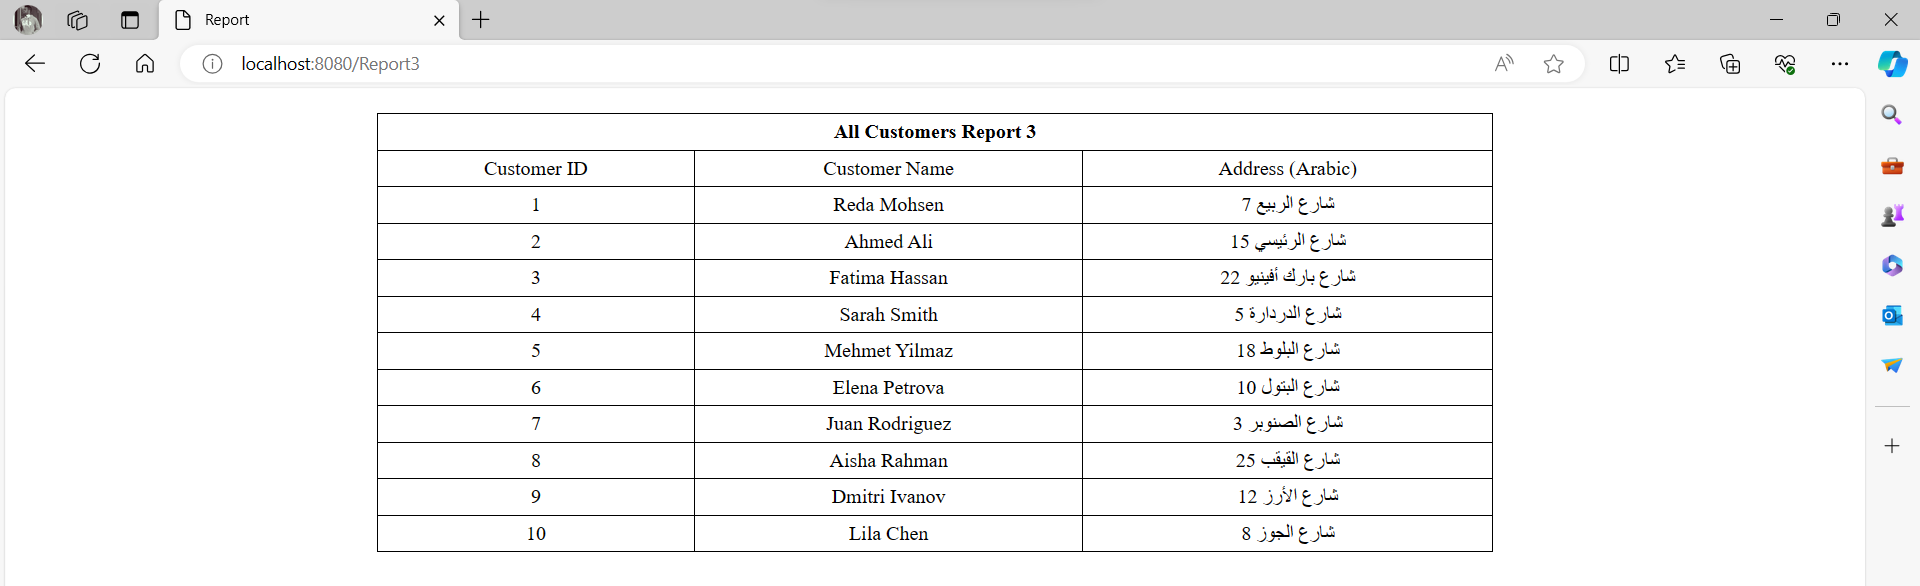 Report
localhost:8080/Report3
All Customers Report 3
Customer ID Customer Name Address (Arabic)
1 Reda Mohsen شارع الربيع 7
2 Ahmed Ali شارع الرئيسي 15
3 Fatima Hassan شارع بارك أفينيو 22
4 Sarah Smith شارع الدردارة 5
5 Mehmet Yilmaz شارع البلوط 18
6 Elena Petrova شارع البتول 10
7 Juan Rodriguez شارع الصنوبر 3
8 Aisha Rahman شارع القيقب 25
9 Dmitri Ivanov شارع الأرز 12
10 Lila Chen شارع الجوز 8